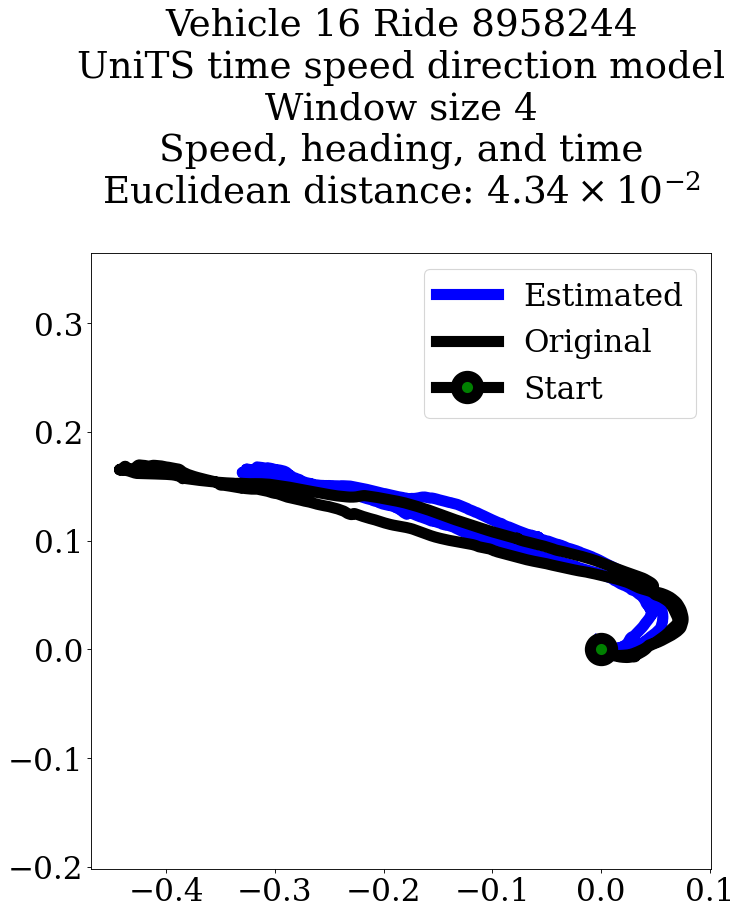 Vehicle 16 Ride 8958244
UniTS time speed direction model
Window size 4
Speed, heading, and time
Euclidean distance: 4.34 × 10⁻²
Estimated
Original
Start
0.3
0.2
0.1
0.0
−0.1
−0.2
−0.4 −0.3 −0.2 −0.1 0.0 0.1